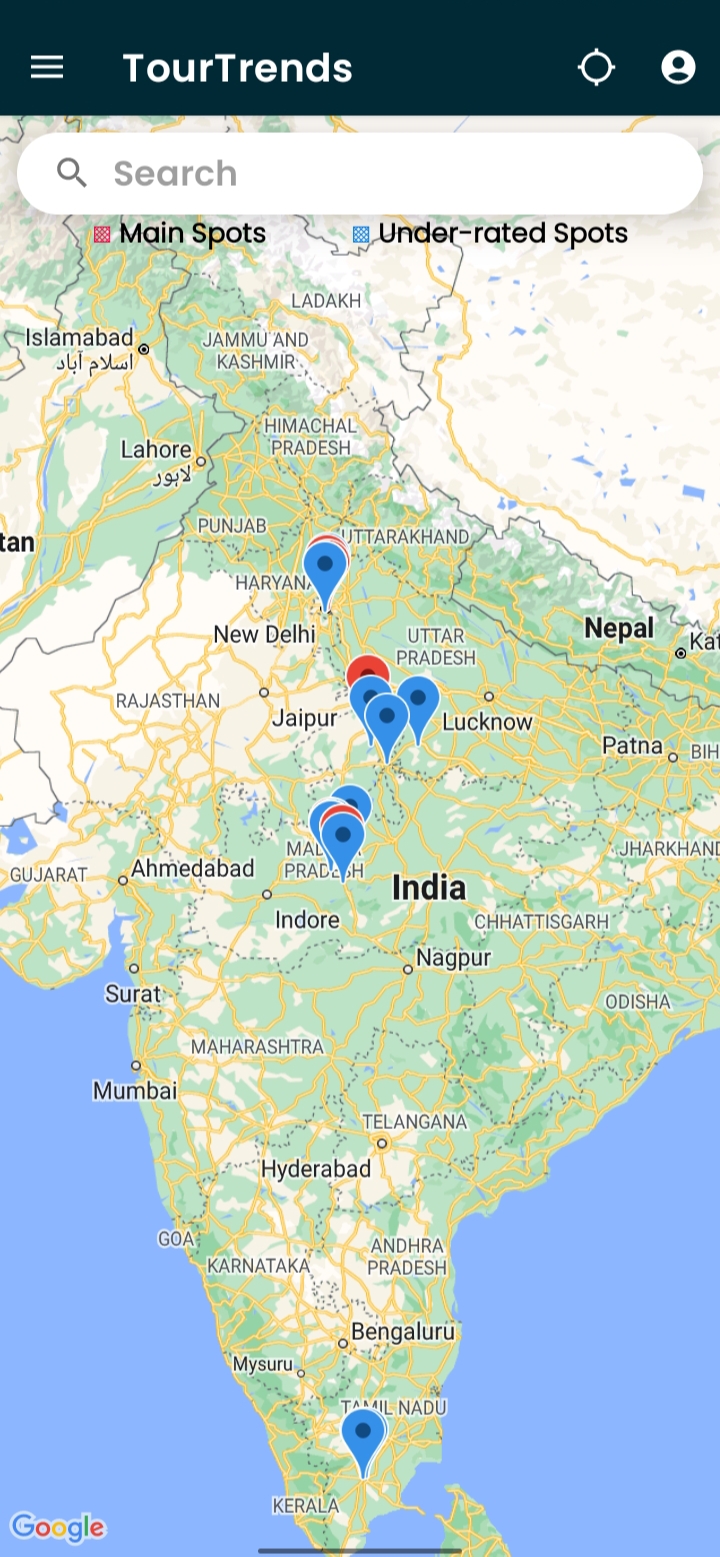 TourTrends
Search
Main Spots
Under-rated Spots
LADAKH
Islamabad
اسلام آباد
JAMMU AND
KASHMIR
HIMACHAL
PRADESH
Lahore
لاہور
PUNJAB
UTTARAKHAND
tan
HARYANA
New Delhi
UTTAR
PRADESH
Nepal
Kat
RAJASTHAN
Jaipur
Lucknow
Patna
BIH
MADHYA
PRADESH
JHARKHAND
GUJARAT
Ahmedabad
India
Indore
CHHATTISGARH
Nagpur
Surat
ODISHA
MAHARASHTRA
Mumbai
TELANGANA
Hyderabad
GOA
ANDHRA
PRADESH
KARNATAKA
Bengaluru
Mysuru
TAMIL NADU
KERALA
Google